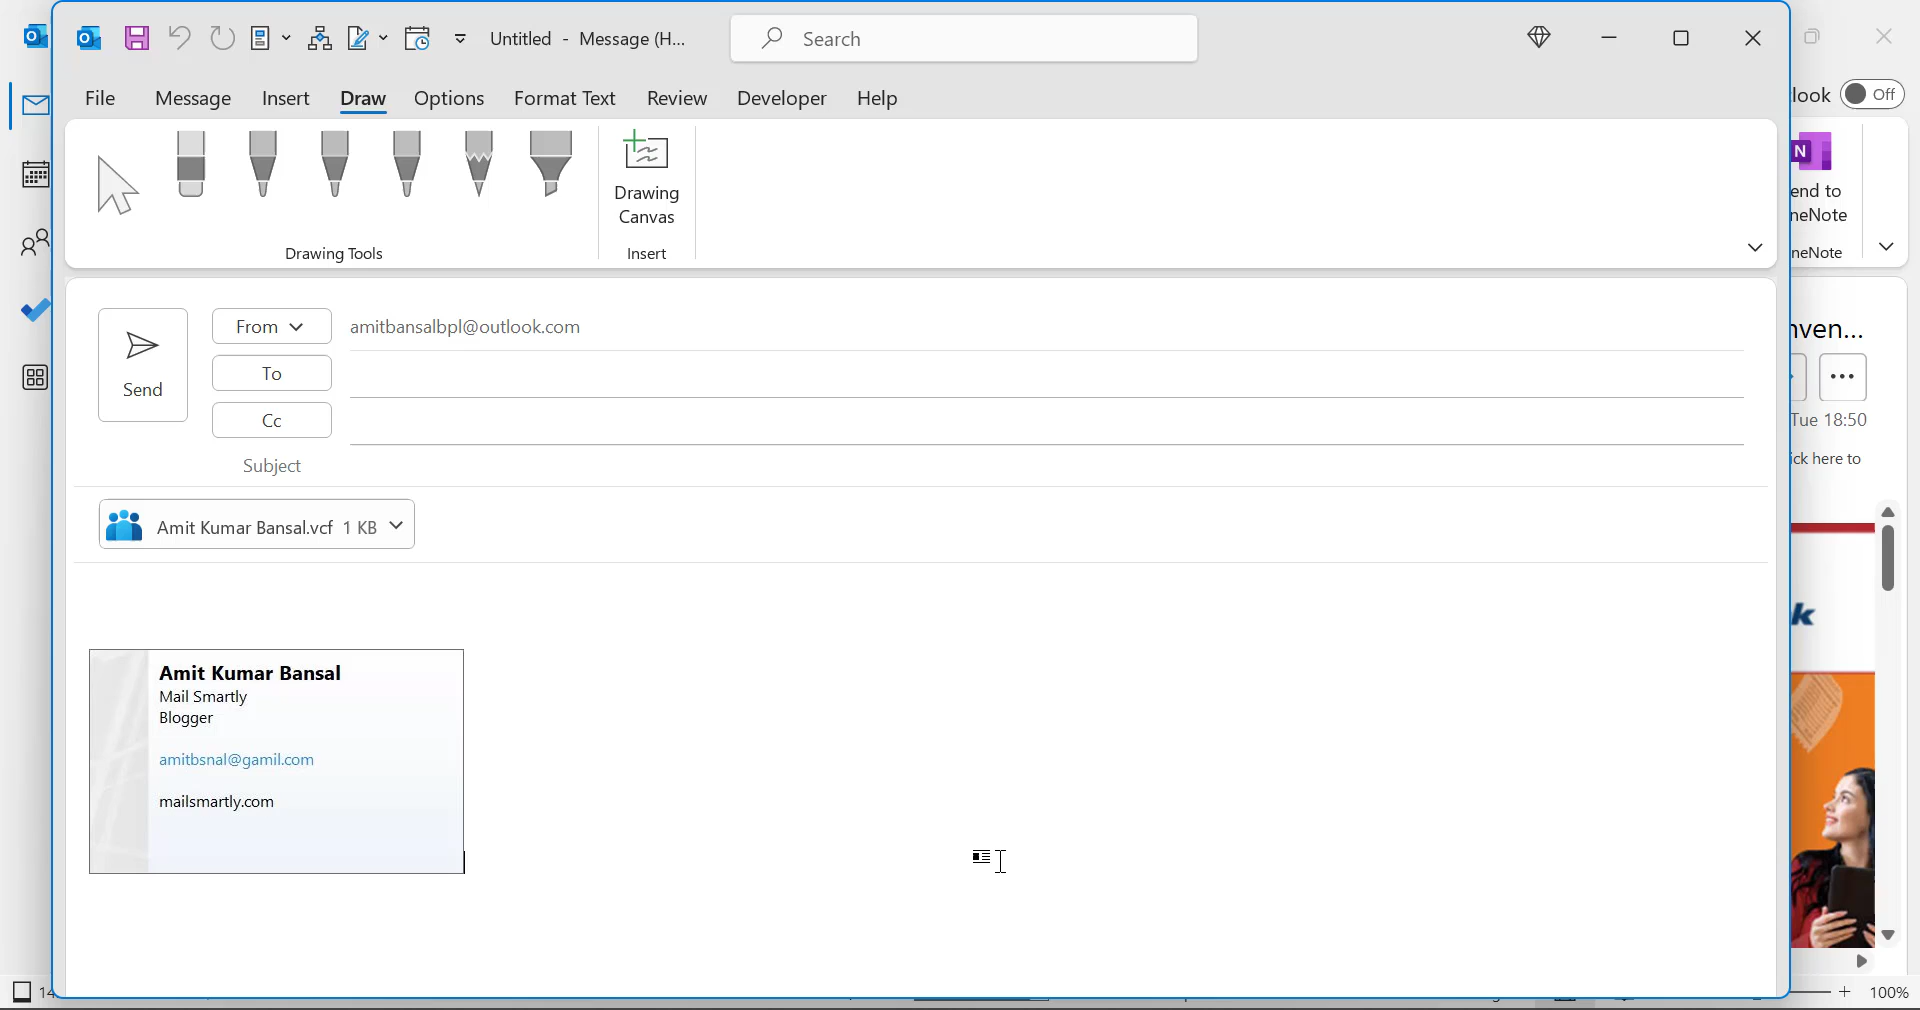 Untitled - Message (H...
Search
File Message Insert Draw Options Format Text Review Developer Help
look Off
Drawing Canvas
Drawing Tools
Insert
N
end to
neNote
neNote
Send
From amitbansalbpl@outlook.com
To
Cc
Subject
nven...
Tue 18:50
ick here to
Amit Kumar Bansal.vcf 1 KB
Amit Kumar Bansal
Mail Smartly
Blogger
amitbsnal@gamil.com
mailsmartly.com
k
14
100%